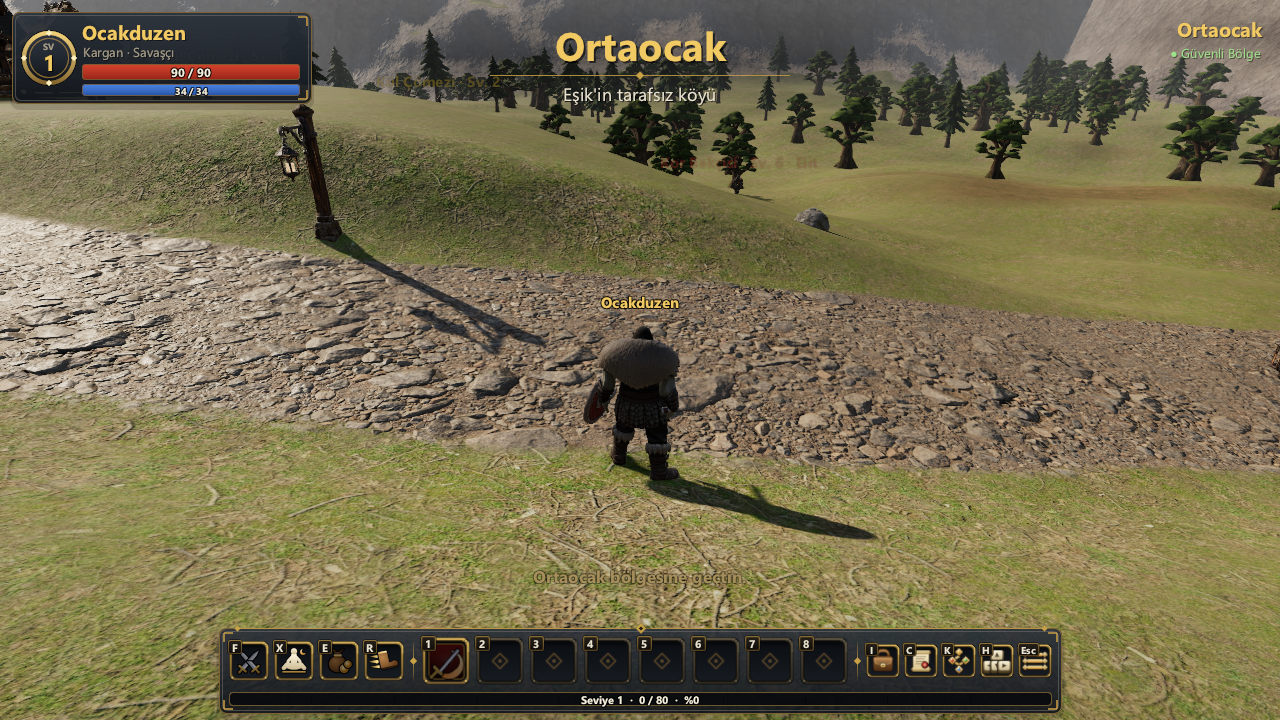 SV
1
Ocakduzen
Kargan · Savaşçı
90 / 90
34 / 34
Ortaocak
Eşik'in tarafsız köyü
Ortaocak
● Güvenli Bölge
Ocakduzen
Ortaocak bölgesine geçtin.
F
X
E
R
1
2
3
4
5
6
7
8
I
C
K
H
Esc
Seviye 1 · 0 / 80 · %0